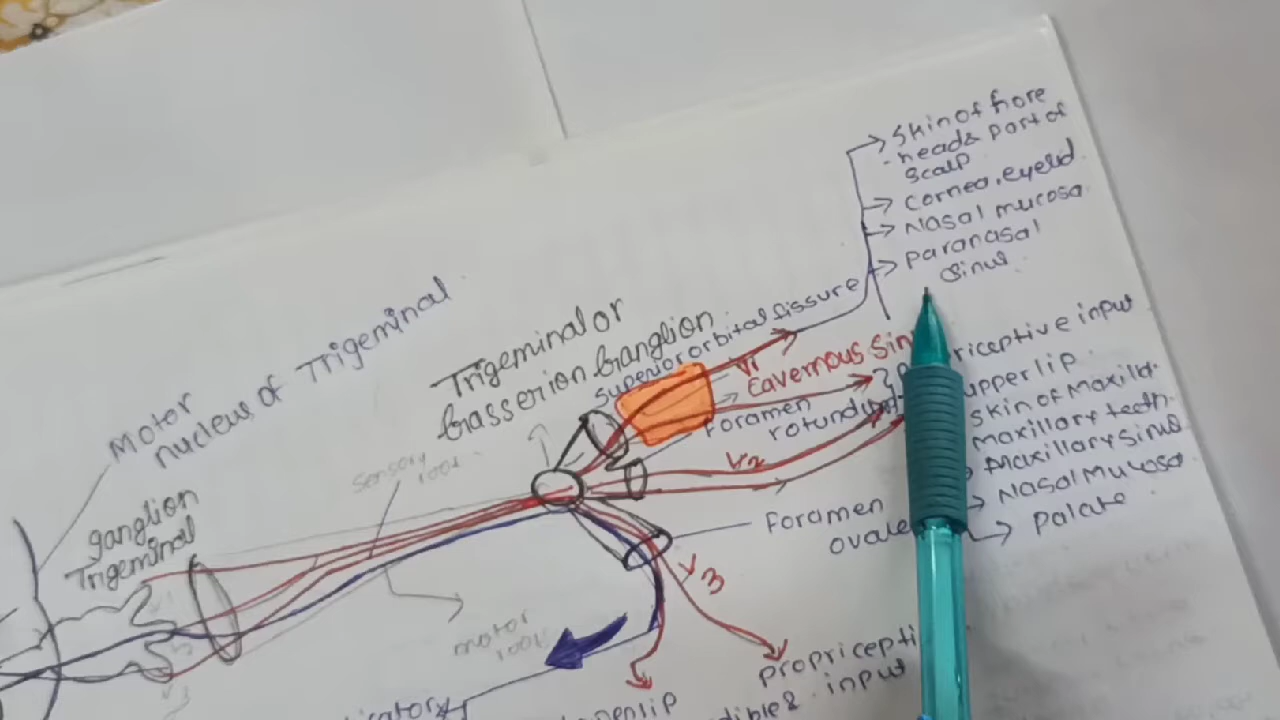 Skin of fore
-head & part of
scalp
Cornea, eyelid
Nasal mucosa
paranasal
sinus
Motor
nucleus of Trigeminal
Trigeminal or
Gasserion Ganglion
Superior orbital fissure
V1
Cavernous Sin
riceptive input
Foramen
rotundum
upper lip
Skin of Maxilla
Maxillary teeth
Maxillary sinus
Nasal Mucosa
palate
V2
sensory
root
ganglion
Trigeminal
Foramen
ovale
V3
motor
root
propricepti
input